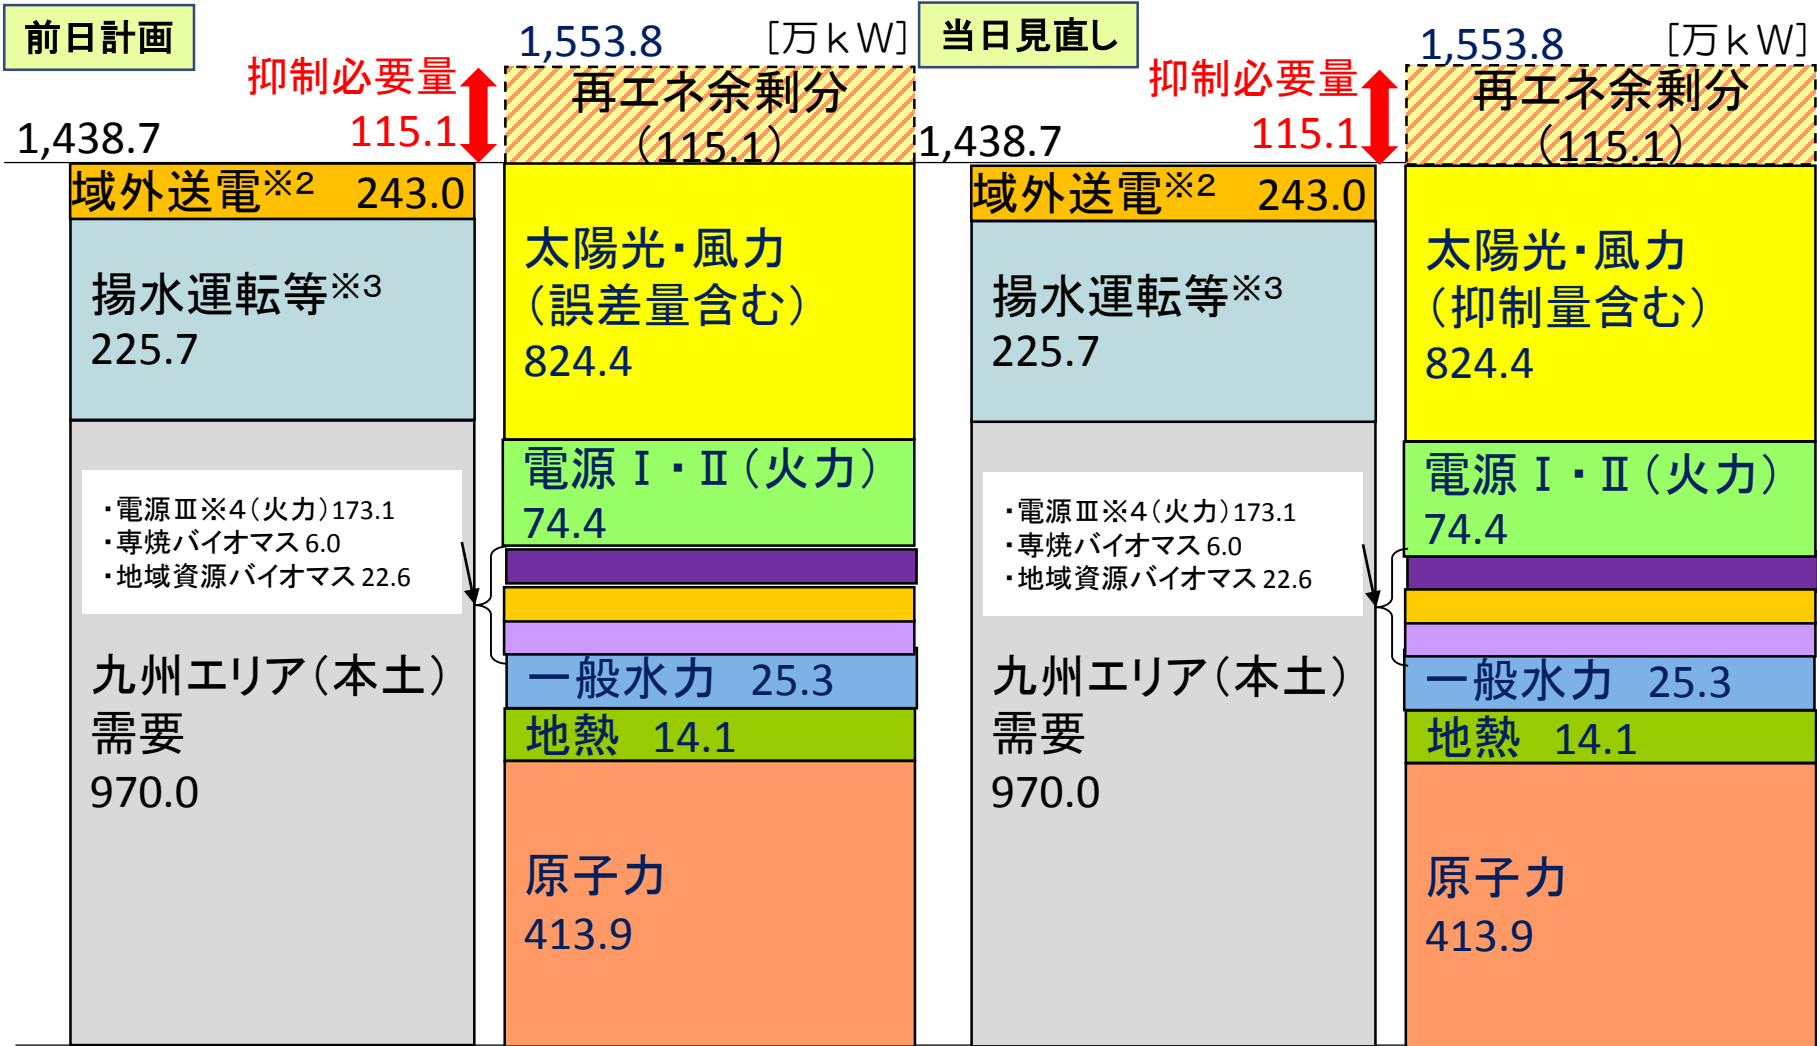 前日計画
1,553.8
[万kW]
抑制必要量
115.1
再エネ余剰分
(115.1)
1,438.7
域外送電※2 243.0
揚水運転等※3
225.7
・電源Ⅲ※4(火力)173.1
・専焼バイオマス 6.0
・地域資源バイオマス 22.6
九州エリア(本土)
需要
970.0
太陽光・風力
(誤差量含む)
824.4
電源Ⅰ・Ⅱ(火力)
74.4
一般水力 25.3
地熱 14.1
原子力
413.9
当日見直し
1,553.8
[万kW]
抑制必要量
115.1
再エネ余剰分
(115.1)
1,438.7
域外送電※2 243.0
揚水運転等※3
225.7
・電源Ⅲ※4(火力)173.1
・専焼バイオマス 6.0
・地域資源バイオマス 22.6
九州エリア(本土)
需要
970.0
太陽光・風力
(抑制量含む)
824.4
電源Ⅰ・Ⅱ(火力)
74.4
一般水力 25.3
地熱 14.1
原子力
413.9